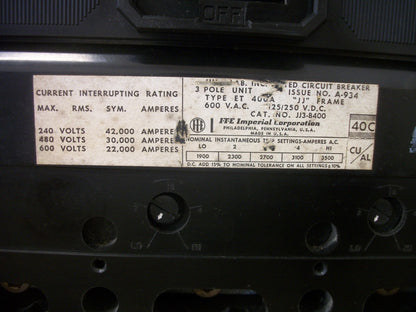 OFF
CURRENT INTERRUPTING RATING
MAX. RMS. SYM. AMPERES
240 VOLTS 42,000 AMPERES
480 VOLTS 30,000 AMPERES
600 VOLTS 22,000 AMPERES
LAB. INC. CIRCUIT BREAKER
3 POLE UNIT ISSUE NO. A-934
TYPE ET 400A "JJ" FRAME
600 V.A.C. 125/250 V.D.C.
CAT. NO. JJ3-B400
ITE Imperial Corporation
PHILADELPHIA, PENNSYLVANIA, U.S.A.
MADE IN U.S.A.
40C
NOMINAL INSTANTANEOUS TRIP SETTINGS-AMPERES A.C.
LO 2 4 HI
1900 2300 2700 3100 3500
D.C. ADD 15% TO NOMINAL TOLERANCE ON ALL SETTINGS ± 10%
CU/
AL
LO HI